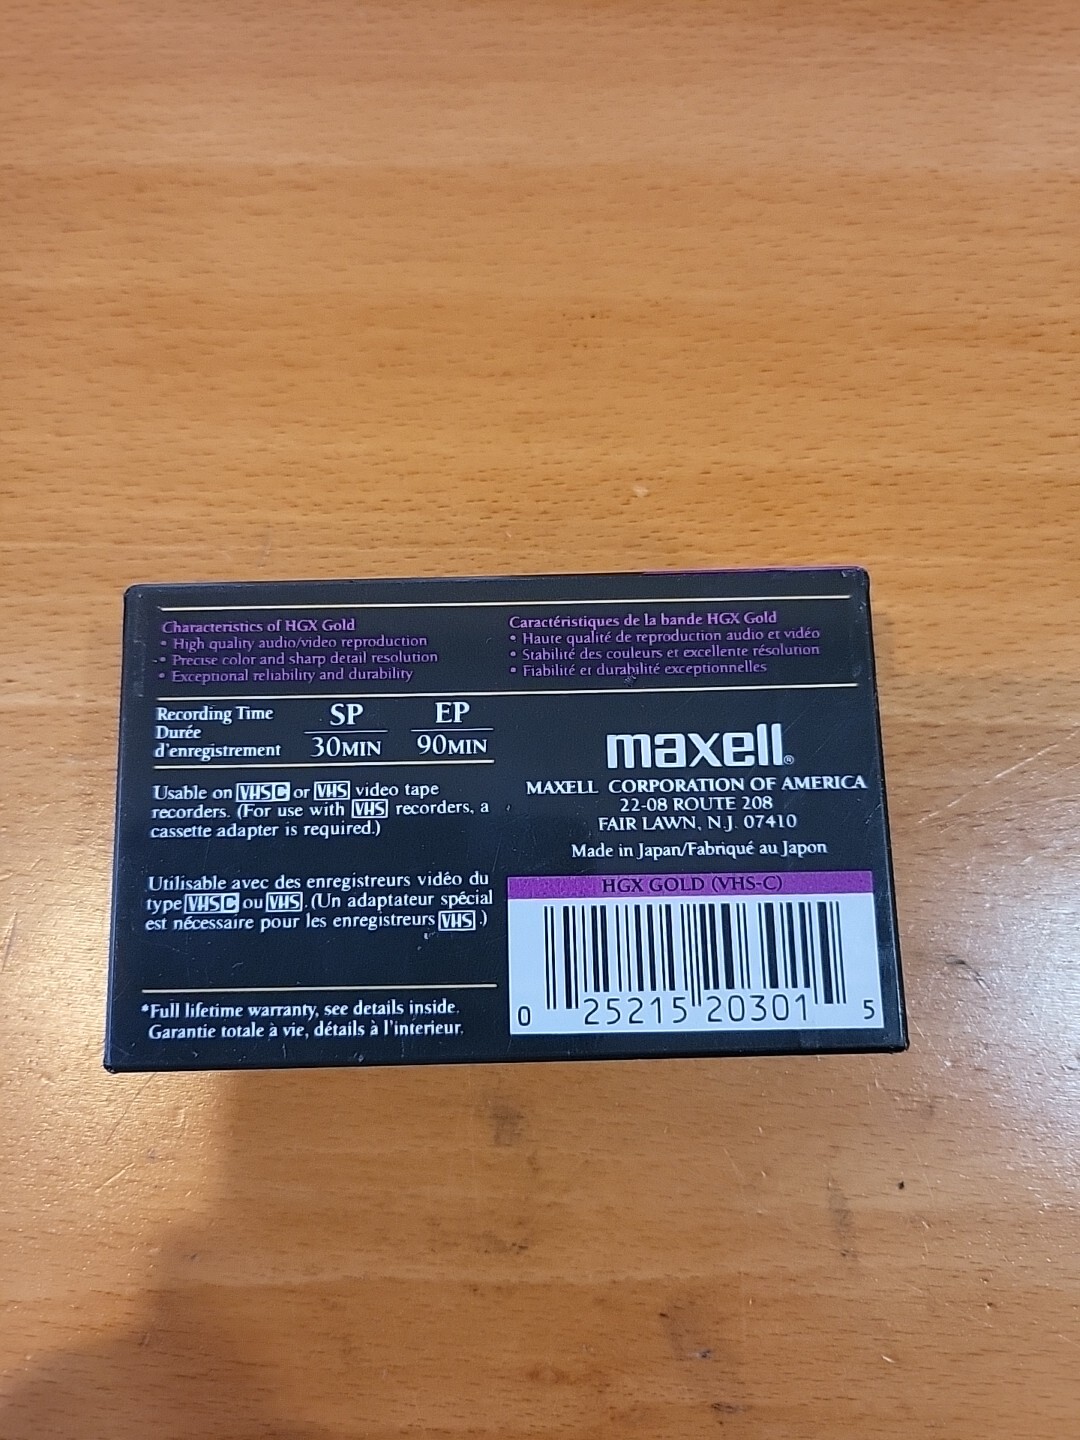 Characteristics of HGX Gold
• High quality audio/video reproduction
• Precise color and sharp detail resolution
• Exceptional reliability and durability
Caractéristiques de la bande HGX Gold
• Haute qualité de reproduction audio et vidéo
• Stabilité des couleurs et excellente résolution
• Fiabilité et durabilité exceptionnelles
Recording Time
Durée
d'enregistrement
SP
30MIN
EP
90MIN
Usable on VHSC or VHS video tape
recorders. (For use with VHS recorders, a
cassette adapter is required.)
Utilisable avec des enregistreurs vidéo du
type VHSC ou VHS. (Un adaptateur spécial
est nécessaire pour les enregistreurs VHS.)
*Full lifetime warranty, see details inside.
Garantie totale à vie, détails à l'interieur.
maxell®
MAXELL CORPORATION OF AMERICA
22-08 ROUTE 208
FAIR LAWN, N.J. 07410
Made in Japan/Fabriqué au Japon
HGX GOLD (VHS-C)
0 25215 20301 5